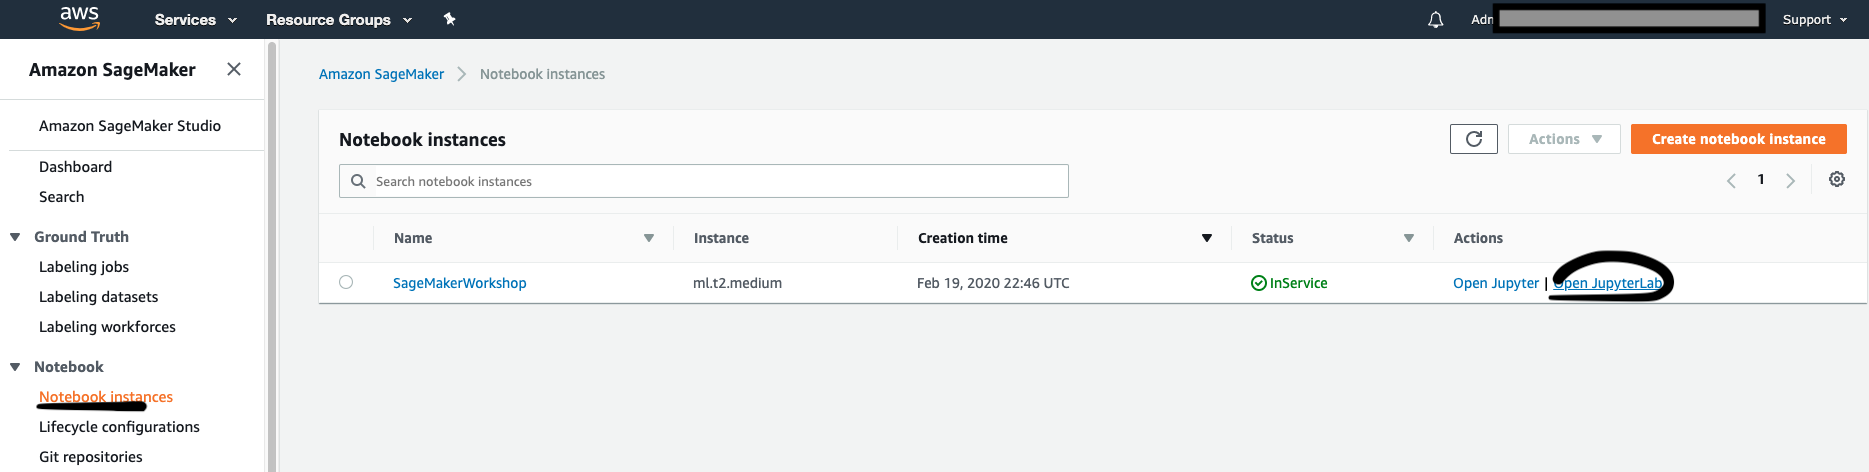 aws Services Resource Groups Adn Support
Amazon SageMaker
Amazon SageMaker > Notebook instances
Amazon SageMaker Studio
Dashboard
Search
Ground Truth
Labeling jobs
Labeling datasets
Labeling workforces
Notebook
Notebook instances
Lifecycle configurations
Git repositories
Notebook instances
Actions
Create notebook instance
Search notebook instances
1
Name Instance Creation time Status Actions
SageMakerWorkshop ml.t2.medium Feb 19, 2020 22:46 UTC InService Open Jupyter | Open JupyterLab